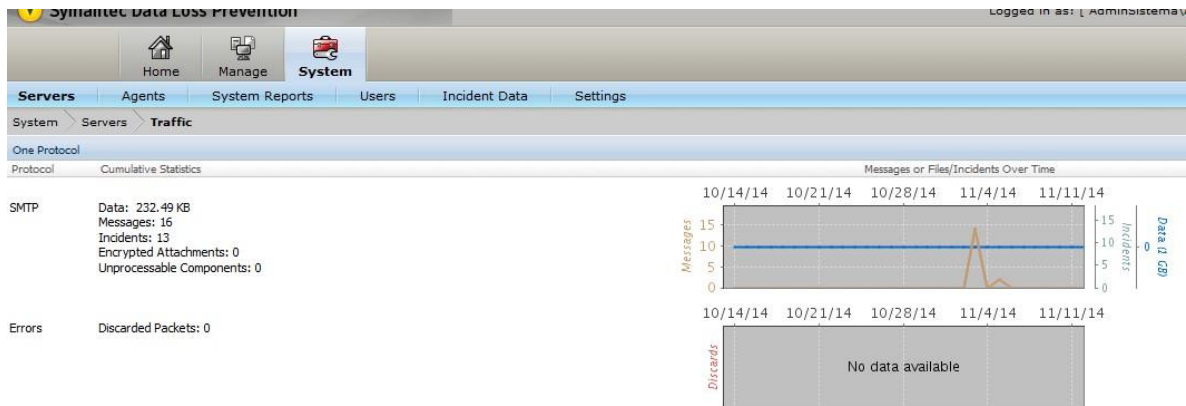 Symantec Data Loss Prevention
Logged in as: [ AdminSistema\
Home Manage System
Servers Agents System Reports Users Incident Data Settings
System Servers Traffic
One Protocol
Protocol Cumulative Statistics Messages or Files/Incidents Over Time
10/14/14 10/21/14 10/28/14 11/4/14 11/11/14
SMTP
Data: 232.49 KB
Messages: 16
Incidents: 13
Encrypted Attachments: 0
Unprocessable Components: 0
Messages
15
10
5
0
15
10
5
0
Incidents
0
Data (1 GB)
10/14/14 10/21/14 10/28/14 11/4/14 11/11/14
Errors Discarded Packets: 0
Discards
No data available